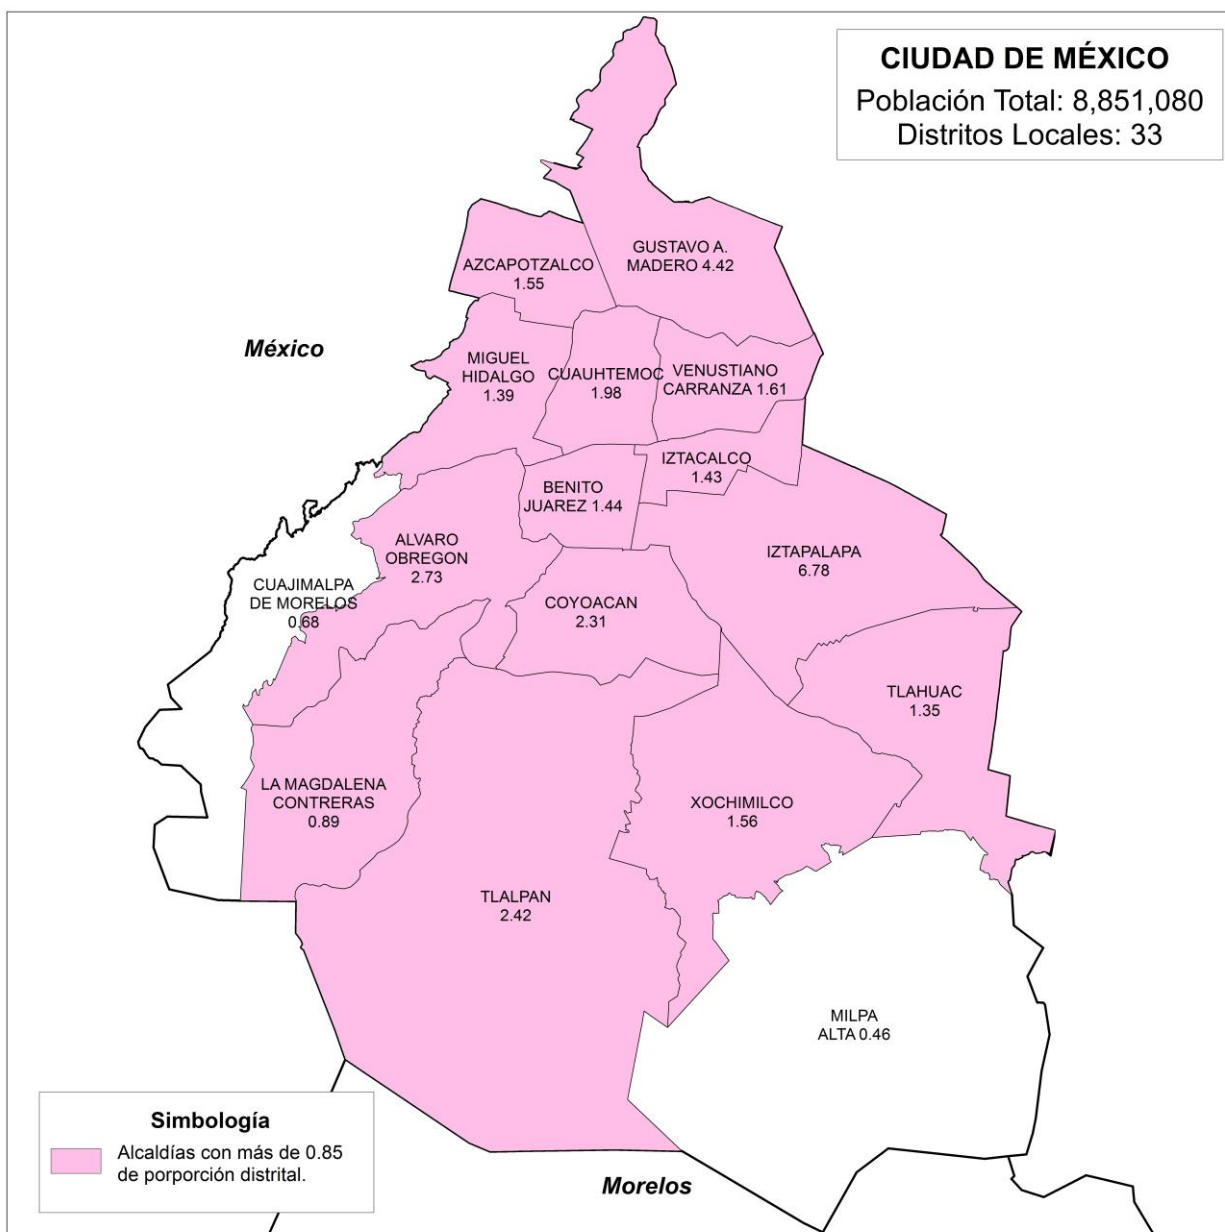 CIUDAD DE MÉXICO
Población Total: 8,851,080
Distritos Locales: 33
GUSTAVO A.
MADERO 4.42
AZCAPOTZALCO
1.55
México
MIGUEL
HIDALGO
1.39
CUAUHTEMOC
1.98
VENUSTIANO
CARRANZA 1.61
IZTACALCO
1.43
BENITO
JUAREZ 1.44
ALVARO
OBREGON
2.73
IZTAPALAPA
6.78
CUAJIMALPA
DE MORELOS
0.68
COYOACAN
2.31
TLAHUAC
1.35
LA MAGDALENA
CONTRERAS
0.89
XOCHIMILCO
1.56
TLALPAN
2.42
MILPA
ALTA 0.46
Simbología
Alcaldías con más de 0.85
de porporción distrital.
Morelos